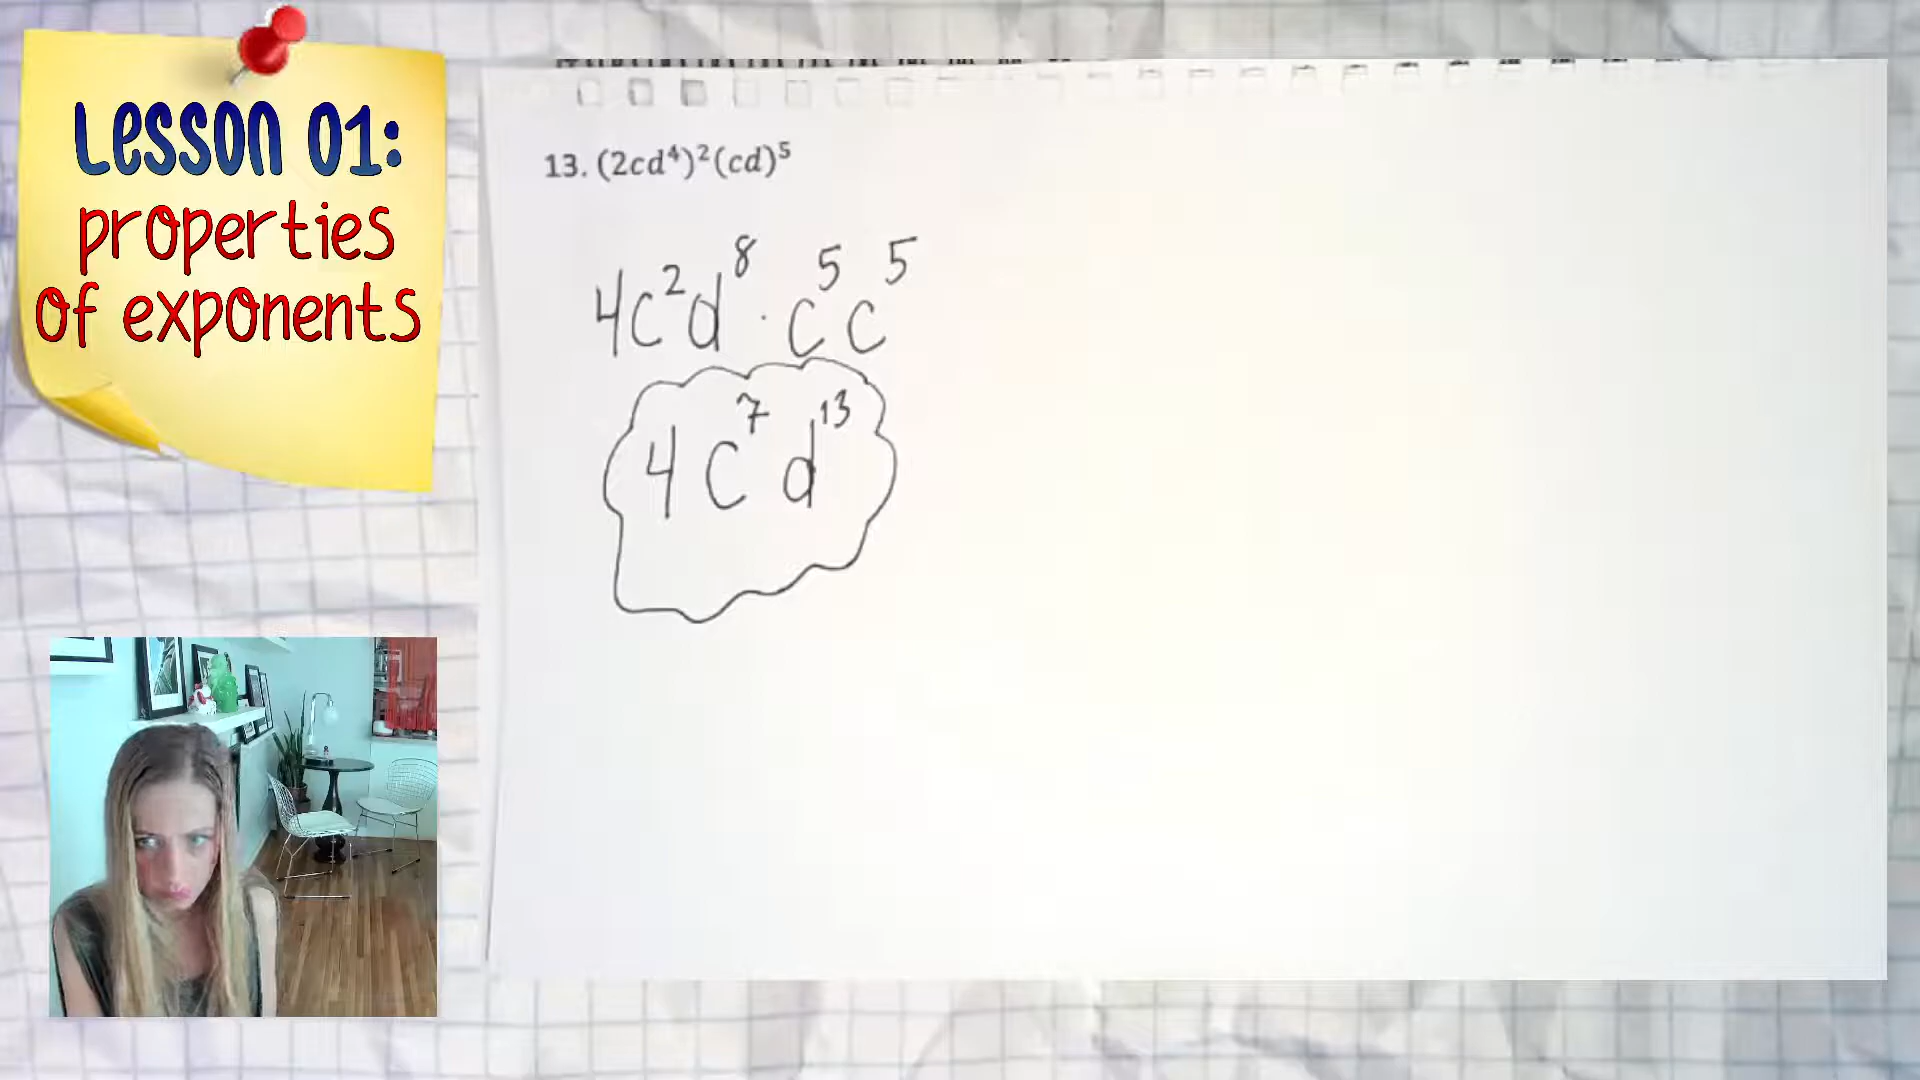 Lesson 01:
properties
of exponents
13. (2cd⁴)²(cd)⁵
4c²d⁸ · c⁵c⁵
4c⁷d¹³